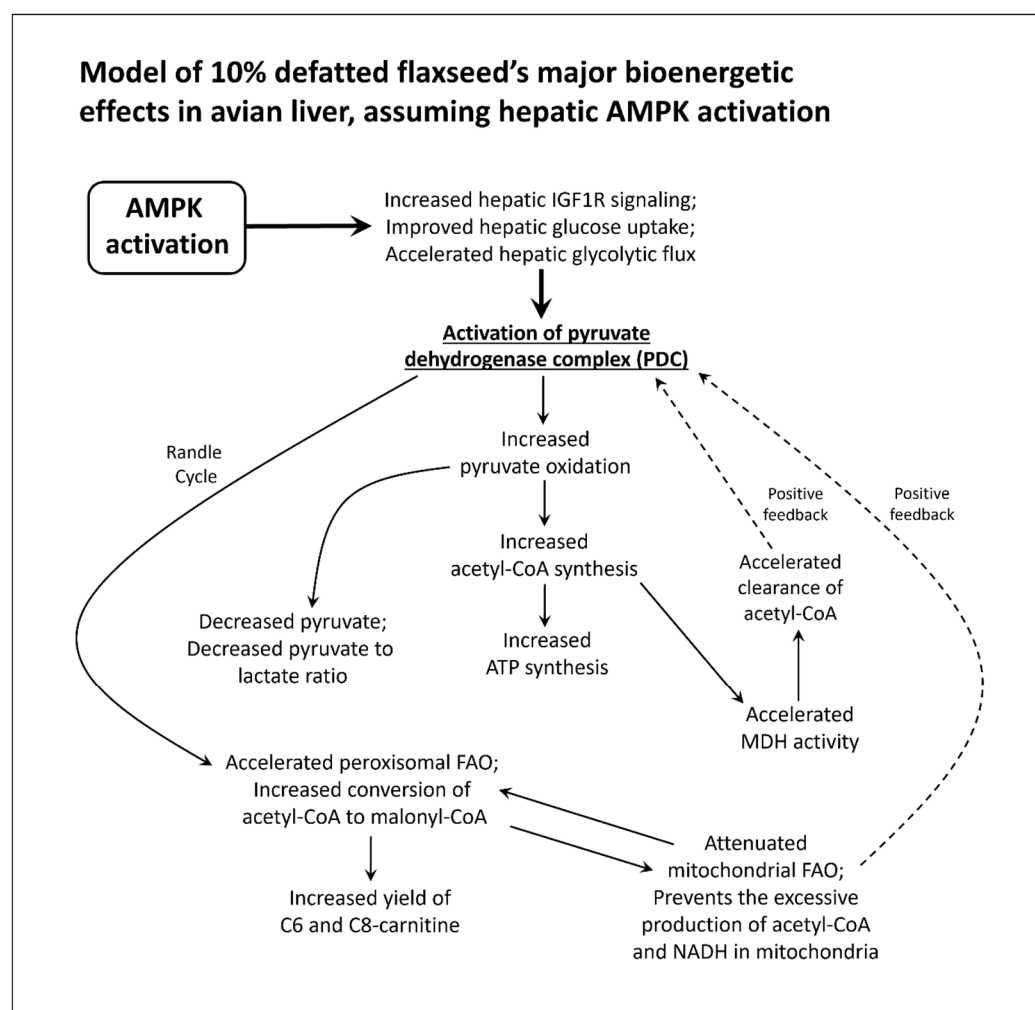 Model of 10% defatted flaxseed's major bioenergetic
effects in avian liver, assuming hepatic AMPK activation
AMPK
activation
Increased hepatic IGF1R signaling;
Improved hepatic glucose uptake;
Accelerated hepatic glycolytic flux
Activation of pyruvate
dehydrogenase complex (PDC)
Randle
Cycle
Increased
pyruvate oxidation
Positive
feedback
Positive
feedback
Increased
acetyl-CoA synthesis
Accelerated
clearance of
acetyl-CoA
Decreased pyruvate;
Decreased pyruvate to
lactate ratio
Increased
ATP synthesis
Accelerated
MDH activity
Accelerated peroxisomal FAO;
Increased conversion of
acetyl-CoA to malonyl-CoA
Attenuated
mitochondrial FAO;
Prevents the excessive
production of acetyl-CoA
and NADH in mitochondria
Increased yield of
C6 and C8-carnitine